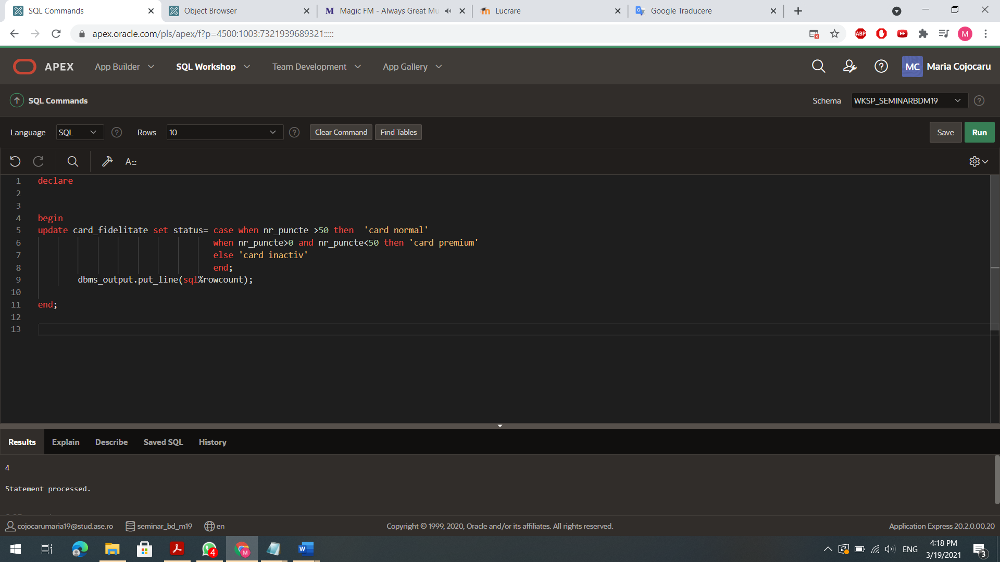 SQL Commands
Object Browser
M Magic FM - Always Great Mu
Lucrare
Google Traducere
apex.oracle.com/pls/apex/f?p=4500:1003:7321939689321:::::
ABP
M
APEX
App Builder
SQL Workshop
Team Development
App Gallery
MC Maria Cojocaru
SQL Commands
Schema WKSP_SEMINARBDM19
Language SQL
Rows 10
Clear Command
Find Tables
Save
Run
1 declare
2
3
4 begin
5 update card_fidelitate set status= case when nr_puncte >50 then 'card normal'
6 when nr_puncte>0 and nr_puncte<50 then 'card premium'
7 else 'card inactiv'
8 end;
9 dbms_output.put_line(sql%rowcount);
10
11 end;
12
13
Results
Explain
Describe
Saved SQL
History
4
Statement processed.
cojocarumaria19@stud.ase.ro
seminar_bd_m19
en
Copyright © 1999, 2020, Oracle and/or its affiliates. All rights reserved.
Application Express 20.2.0.00.20
4
M
W
ENG
4:18 PM
3/19/2021
3